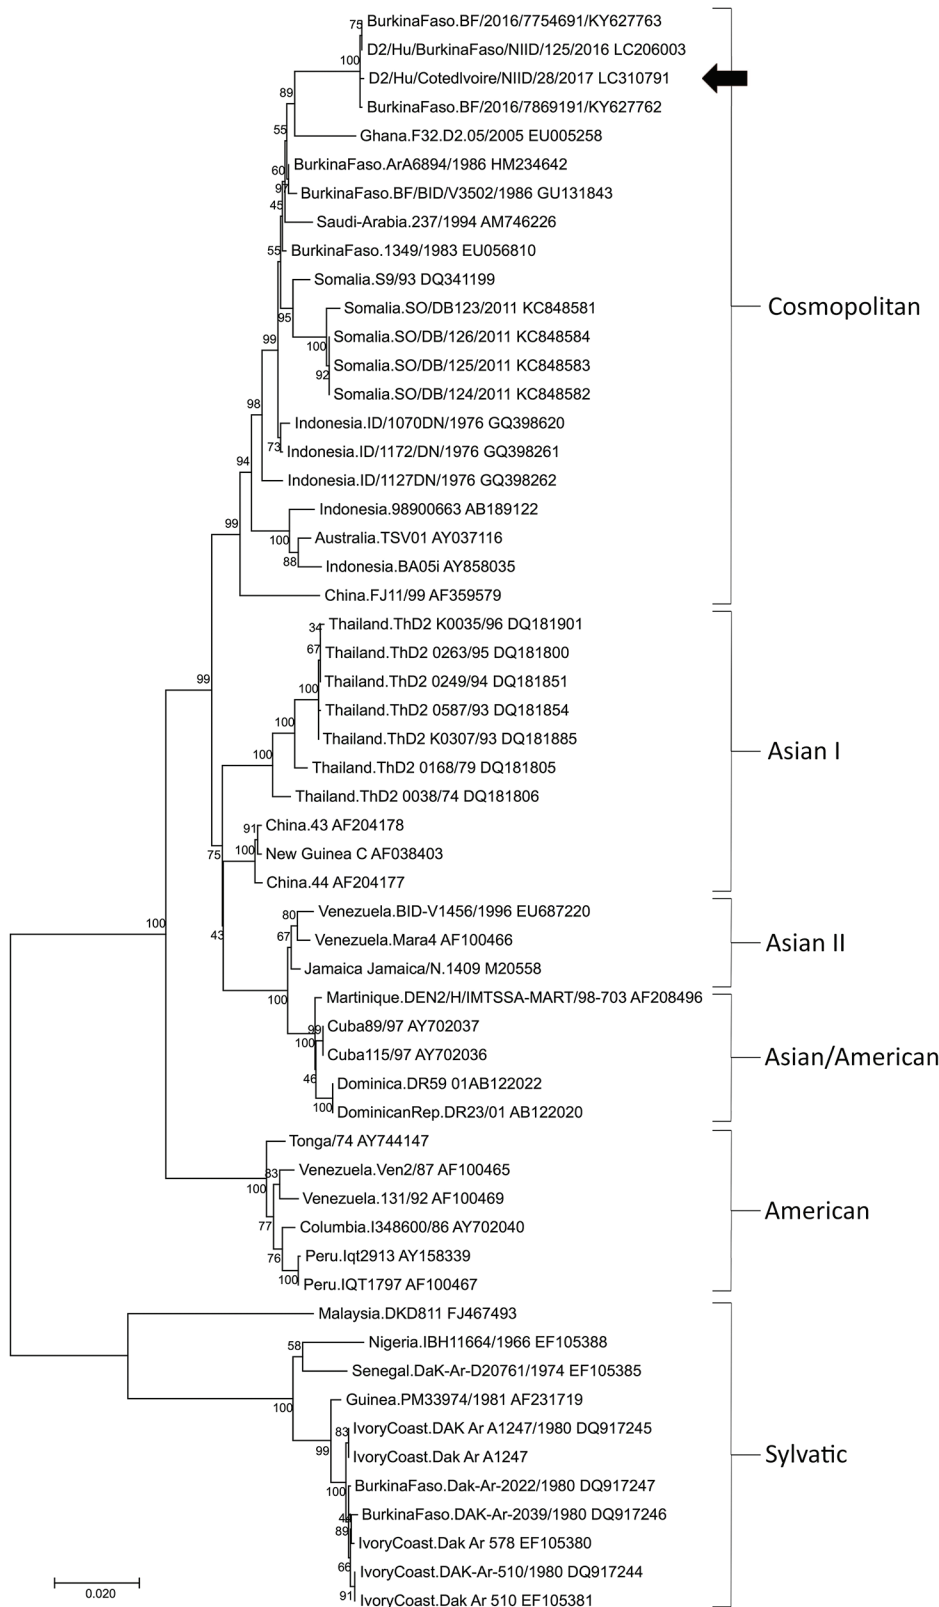 75
BurkinaFaso.BF/2016/7754691/KY627763
D2/Hu/BurkinaFaso/NIID/125/2016 LC206003
100
D2/Hu/CotedIvoire/NIID/28/2017 LC310791
89
BurkinaFaso.BF/2016/7869191/KY627762
55
Ghana.F32.D2.05/2005 EU005258
60
BurkinaFaso.ArA6894/1986 HM234642
BurkinaFaso.BF/BID/V3502/1986 GU131843
45
Saudi-Arabia.237/1994 AM746226
55
BurkinaFaso.1349/1983 EU056810
Somalia.S9/93 DQ341199
Cosmopolitan
Somalia.SO/DB123/2011 KC848581
95
99
100
Somalia.SO/DB/126/2011 KC848584
Somalia.SO/DB/125/2011 KC848583
92
Somalia.SO/DB/124/2011 KC848582
98
Indonesia.ID/1070DN/1976 GQ398620
73
Indonesia.ID/1172/DN/1976 GQ398261
94
Indonesia.ID/1127DN/1976 GQ398262
Indonesia.98900663 AB189122
99
100
Australia.TSV01 AY037116
88
Indonesia.BA05i AY858035
China.FJ11/99 AF359579
34
Thailand.ThD2 K0035/96 DQ181901
67
Thailand.ThD2 0263/95 DQ181800
99
100
Thailand.ThD2 0249/94 DQ181851
Thailand.ThD2 0587/93 DQ181854
100
Thailand.ThD2 K0307/93 DQ181885
Asian I
100
Thailand.ThD2 0168/79 DQ181805
Thailand.ThD2 0038/74 DQ181806
91
China.43 AF204178
75
100
New Guinea C AF038403
China.44 AF204177
80
Venezuela.BID-V1456/1996 EU687220
100
43
67
Venezuela.Mara4 AF100466
Asian II
Jamaica Jamaica/N.1409 M20558
100
Martinique.DEN2/H/IMTSSA-MART/98-703 AF208496
99
Cuba89/97 AY702037
100
Cuba115/97 AY702036
Asian/American
46
Dominica.DR59 01AB122022
100
DominicanRep.DR23/01 AB122020
Tonga/74 AY744147
Venezuela.Ven2/87 AF100465
100
Venezuela.131/92 AF100469
American
77
Columbia.I348600/86 AY702040
76
Peru.Iqt2913 AY158339
100
Peru.IQT1797 AF100467
Malaysia.DKD811 FJ467493
58
Nigeria.IBH11664/1966 EF105388
Senegal.DaK-Ar-D20761/1974 EF105385
100
Guinea.PM33974/1981 AF231719
83
IvoryCoast.DAK Ar A1247/1980 DQ917245
99
IvoryCoast.Dak Ar A1247
Sylvatic
100
BurkinaFaso.Dak-Ar-2022/1980 DQ917247
BurkinaFaso.DAK-Ar-2039/1980 DQ917246
89
IvoryCoast.Dak Ar 578 EF105380
66
IvoryCoast.DAK-Ar-510/1980 DQ917244
91
IvoryCoast.Dak Ar 510 EF105381
0.020